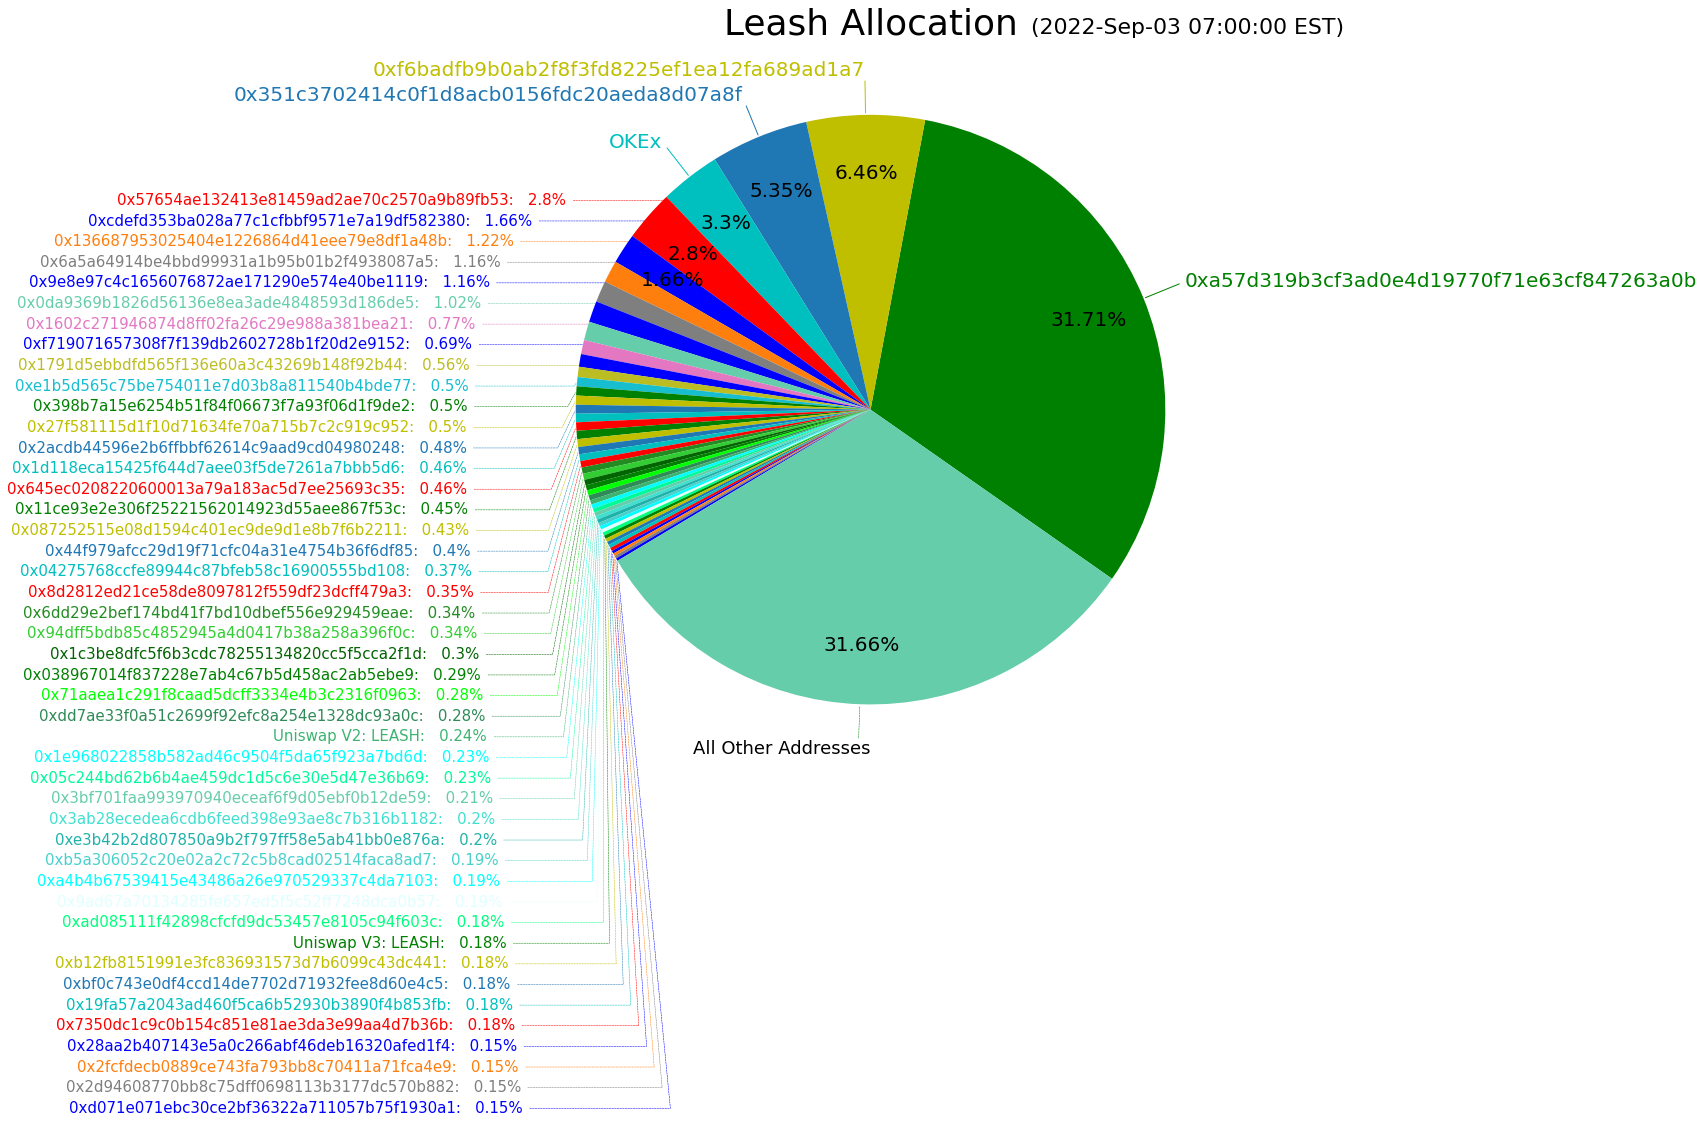 Leash Allocation (2022-Sep-03 07:00:00 EST)
0xf6badfb9b0ab2f8f3fd8225ef1ea12fa689ad1a7
0x351c3702414c0f1d8acb0156fdc20aeda8d07a8f
OKEx
6.46%
5.35%
3.3%
2.8%
1.66%
0xa57d319b3cf3ad0e4d19770f71e63cf847263a0b
31.71%
31.66%
All Other Addresses
0x57654ae132413e81459ad2ae70c2570a9b89fb53: 2.8%
0xcdefd353ba028a77c1cfbbf9571e7a19df582380: 1.66%
0x136687953025404e1226864d41eee79e8df1a48b: 1.22%
0x6a5a64914be4bbd99931a1b95b01b2f4938087a5: 1.16%
0x9e8e97c4c1656076872ae171290e574e40be1119: 1.16%
0x0da9369b1826d56136e8ea3ade4848593d186de5: 1.02%
0x1602c271946874d8ff02fa26c29e988a381bea21: 0.77%
0xf719071657308f7f139db2602728b1f20d2e9152: 0.69%
0x1791d5ebbdfd565f136e60a3c43269b148f92b44: 0.56%
0xe1b5d565c75be754011e7d03b8a811540b4bde77: 0.5%
0x398b7a15e6254b51f84f06673f7a93f06d1f9de2: 0.5%
0x27f581115d1f10d71634fe70a715b7c2c919c952: 0.5%
0x2acdb44596e2b6ffbbf62614c9aad9cd04980248: 0.48%
0x1d118eca15425f644d7aee03f5de7261a7bbb5d6: 0.46%
0x645ec0208220600013a79a183ac5d7ee25693c35: 0.46%
0x11ce93e2e306f25221562014923d55aee867f53c: 0.45%
0x087252515e08d1594c401ec9de9d1e8b7f6b2211: 0.43%
0x44f979afcc29d19f71cfc04a31e4754b36f6df85: 0.4%
0x04275768ccfe89944c87bfeb58c16900555bd108: 0.37%
0x8d2812ed21ce58de8097812f559df23dcff479a3: 0.35%
0x6dd29e2bef174bd41f7bd10dbef556e929459eae: 0.34%
0x94dff5bdb85c4852945a4d0417b38a258a396f0c: 0.34%
0x1c3be8dfc5f6b3cdc78255134820cc5f5cca2f1d: 0.3%
0x038967014f837228e7ab4c67b5d458ac2ab5ebe9: 0.29%
0x71aaea1c291f8caad5dcff3334e4b3c2316f0963: 0.28%
0xdd7ae33f0a51c2699f92efc8a254e1328dc93a0c: 0.28%
Uniswap V2: LEASH: 0.24%
0x1e968022858b582ad46c9504f5da65f923a7bd6d: 0.23%
0x05c244bd62b6b4ae459dc1d5c6e30e5d47e36b69: 0.23%
0x3bf701faa993970940eceaf6f9d05ebf0b12de59: 0.21%
0x3ab28ecedea6cdb6feed398e93ae8c7b316b1182: 0.2%
0xe3b42b2d807850a9b2f797ff58e5ab41bb0e876a: 0.2%
0xb5a306052c20e02a2c72c5b8cad02514faca8ad7: 0.19%
0xa4b4b67539415e43486a26e970529337c4da7103: 0.19%
0.19%
0xad085111f42898cfcfd9dc53457e8105c94f603c: 0.18%
Uniswap V3: LEASH: 0.18%
0xb12fb8151991e3fc836931573d7b6099c43dc441: 0.18%
0xbf0c743e0df4ccd14de7702d71932fee8d60e4c5: 0.18%
0x19fa57a2043ad460f5ca6b52930b3890f4b853fb: 0.18%
0x7350dc1c9c0b154c851e81ae3da3e99aa4d7b36b: 0.18%
0x28aa2b407143e5a0c266abf46deb16320afed1f4: 0.15%
0x2fcfdecb0889ce743fa793bb8c70411a71fca4e9: 0.15%
0x2d94608770bb8c75dff0698113b3177dc570b882: 0.15%
0xd071e071ebc30ce2bf36322a711057b75f1930a1: 0.15%